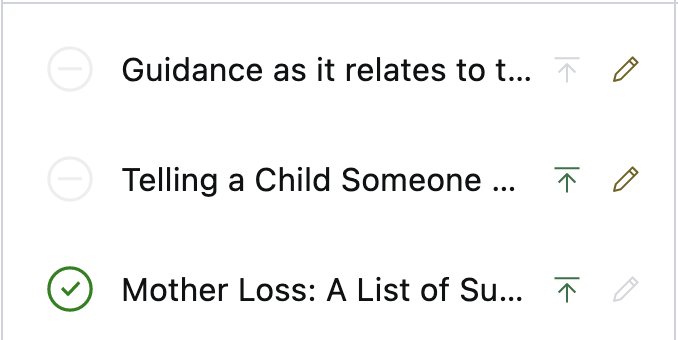 Guidance as it relates to t...
Telling a Child Someone ...
Mother Loss: A List of Su...